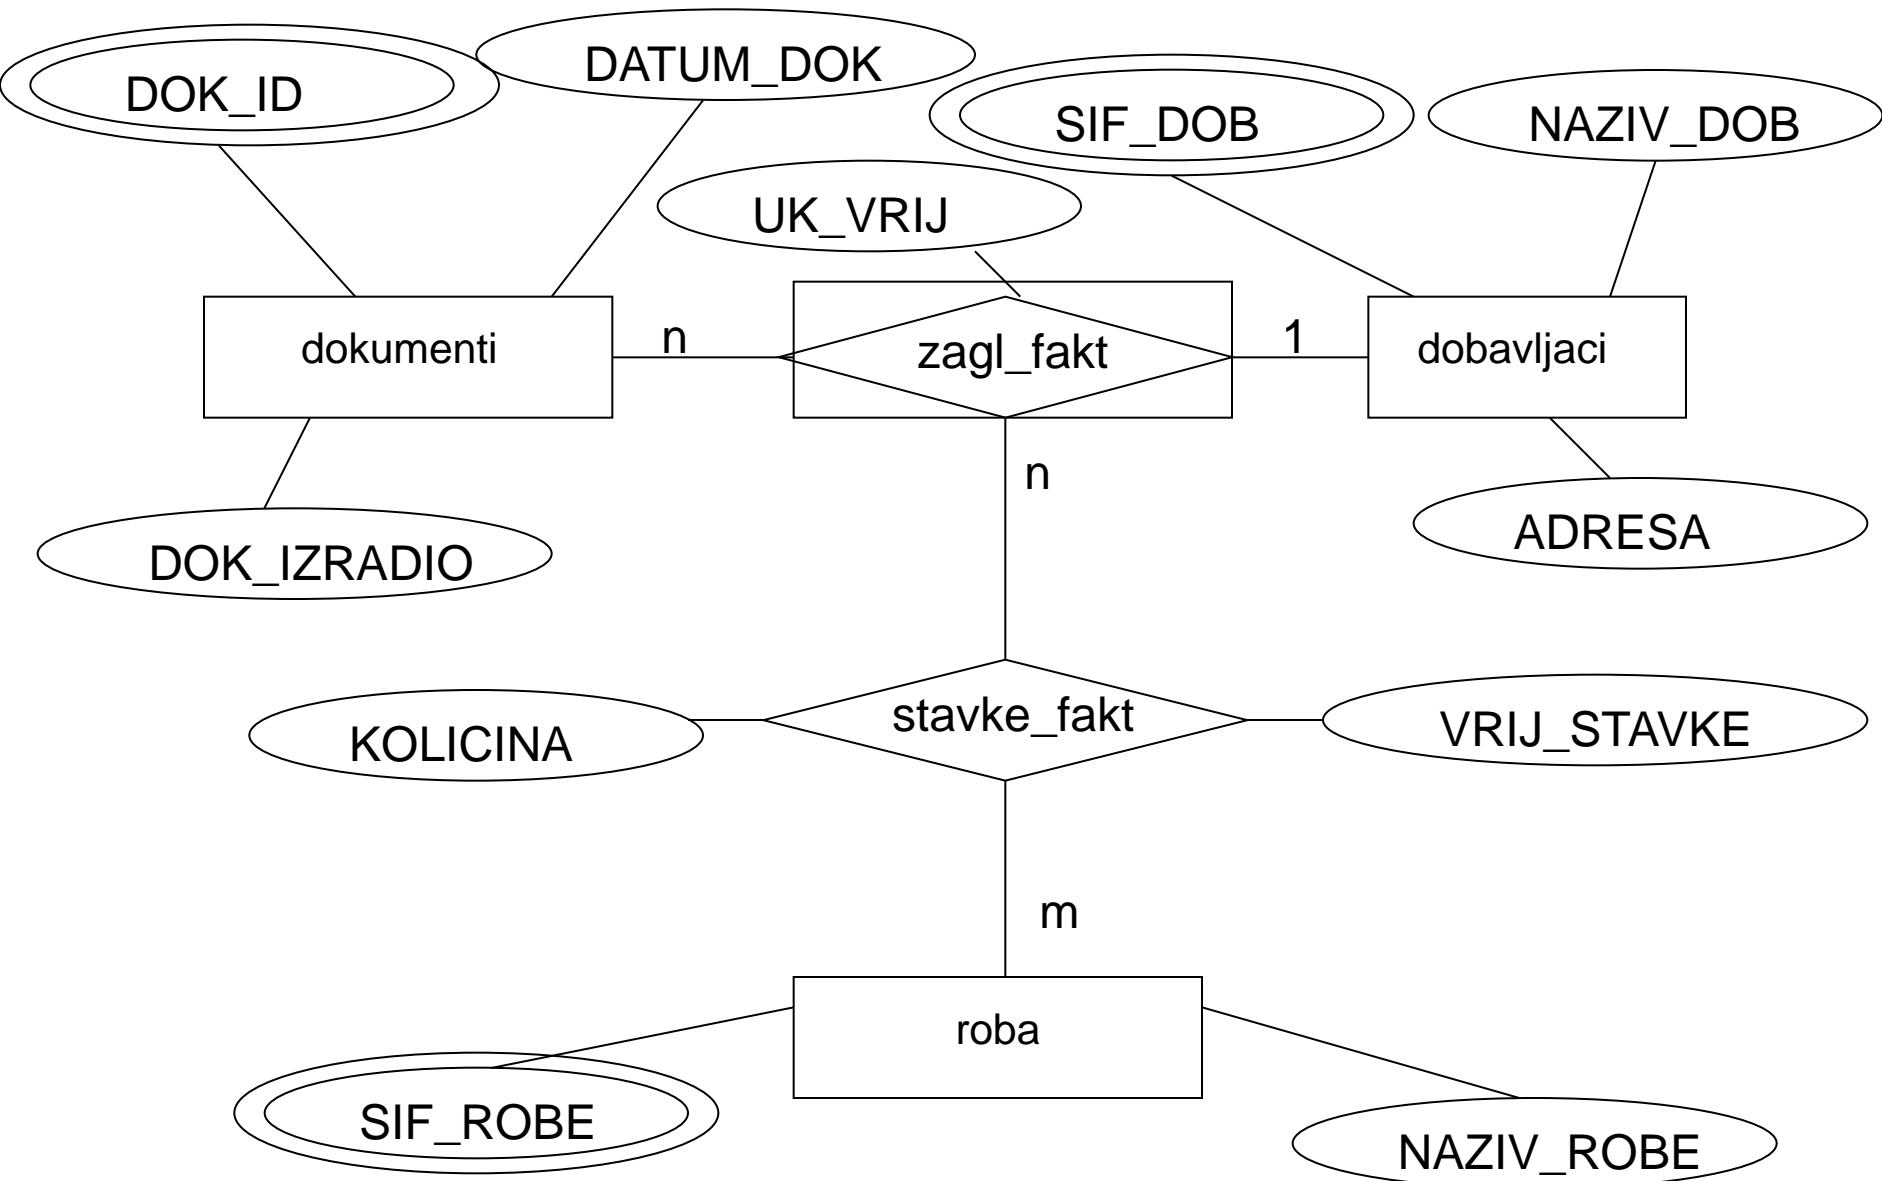 DATUM_DOK
DOK_ID
SIF_DOB
NAZIV_DOB
UK_VRIJ
dokumenti
n
zagl_fakt
1
dobavljaci
n
DOK_IZRADIO
ADRESA
KOLICINA
stavke_fakt
VRIJ_STAVKE
m
roba
SIF_ROBE
NAZIV_ROBE